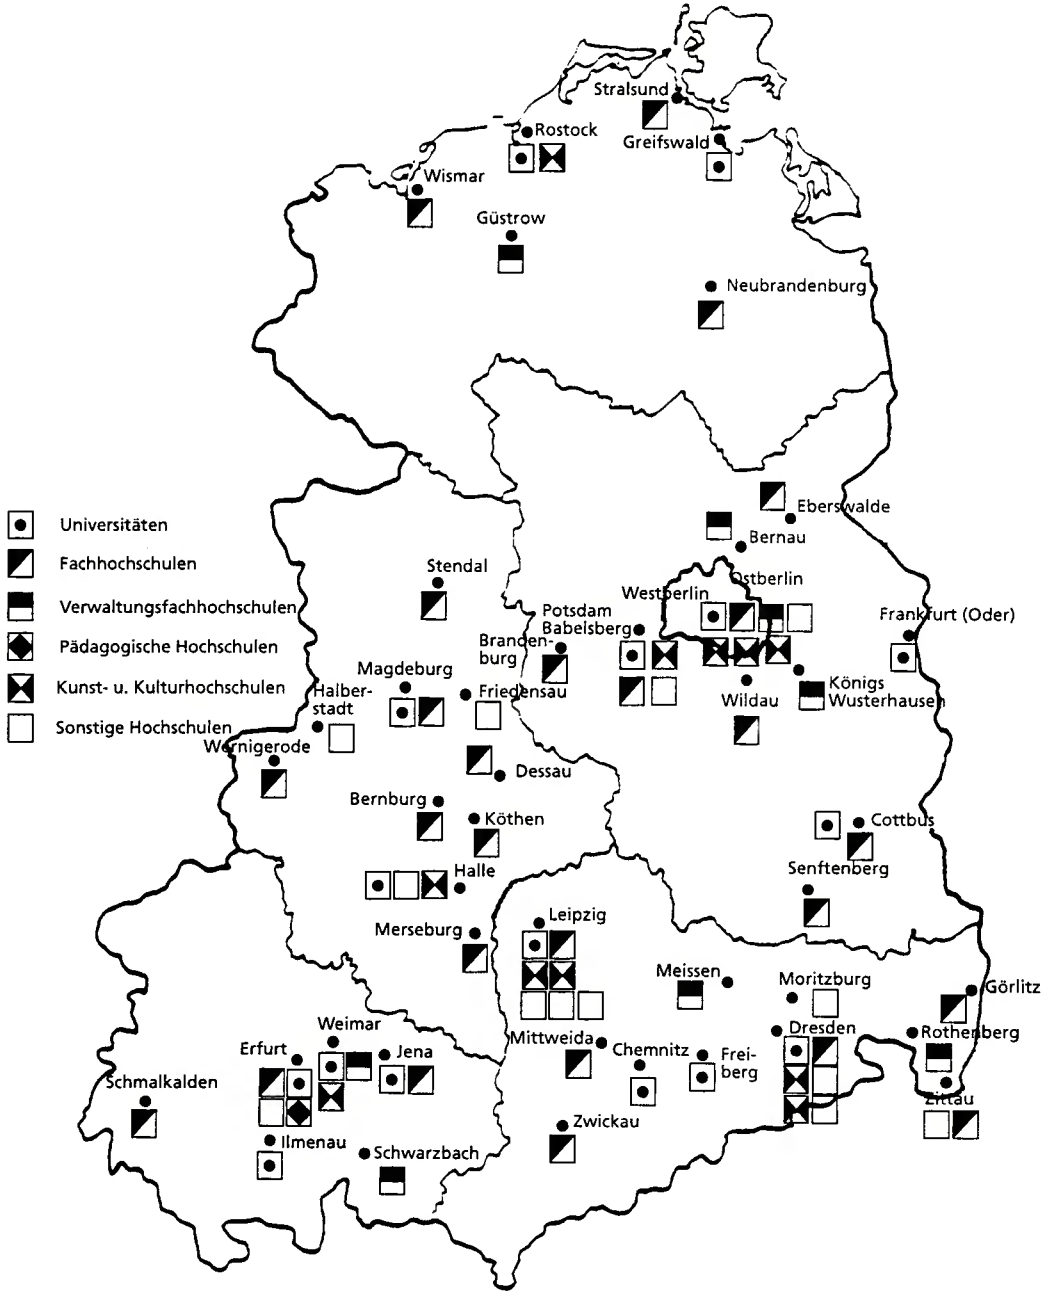 Stralsund
Rostock
Greifswald
Wismar
Güstrow
Neubrandenburg
Eberswalde
Universitäten
Bernau
Fachhochschulen
Stendal
Ostberlin
Westberlin
Verwaltungsfachhochschulen
Potsdam
Babelsberg
Frankfurt (Oder)
Branden-
burg
Pädagogische Hochschulen
Magdeburg
Kunst- u. Kulturhochschulen
Halber-
stadt
Friedensau
Wildau
Königs
Wusterhausen
Sonstige Hochschulen
Wernigerode
Dessau
Bernburg
Köthen
Cottbus
Halle
Senftenberg
Leipzig
Merseburg
Meissen
Moritzburg
Görlitz
Weimar
Mittweida
Dresden
Rothenberg
Erfurt
Jena
Chemnitz
Frei-
berg
Schmalkalden
Zittau
Zwickau
Ilmenau
Schwarzbach